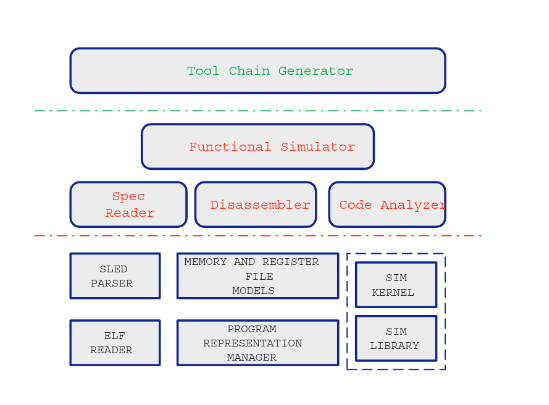 Tool Chain Generator
Functional Simulator
Spec
Reader
Disassembler
Code Analyzer
SLED
PARSER
MEMORY AND REGISTER
FILE
MODELS
SIM
KERNEL
ELF
READER
PROGRAM
REPRESENTATION
MANAGER
SIM
LIBRARY